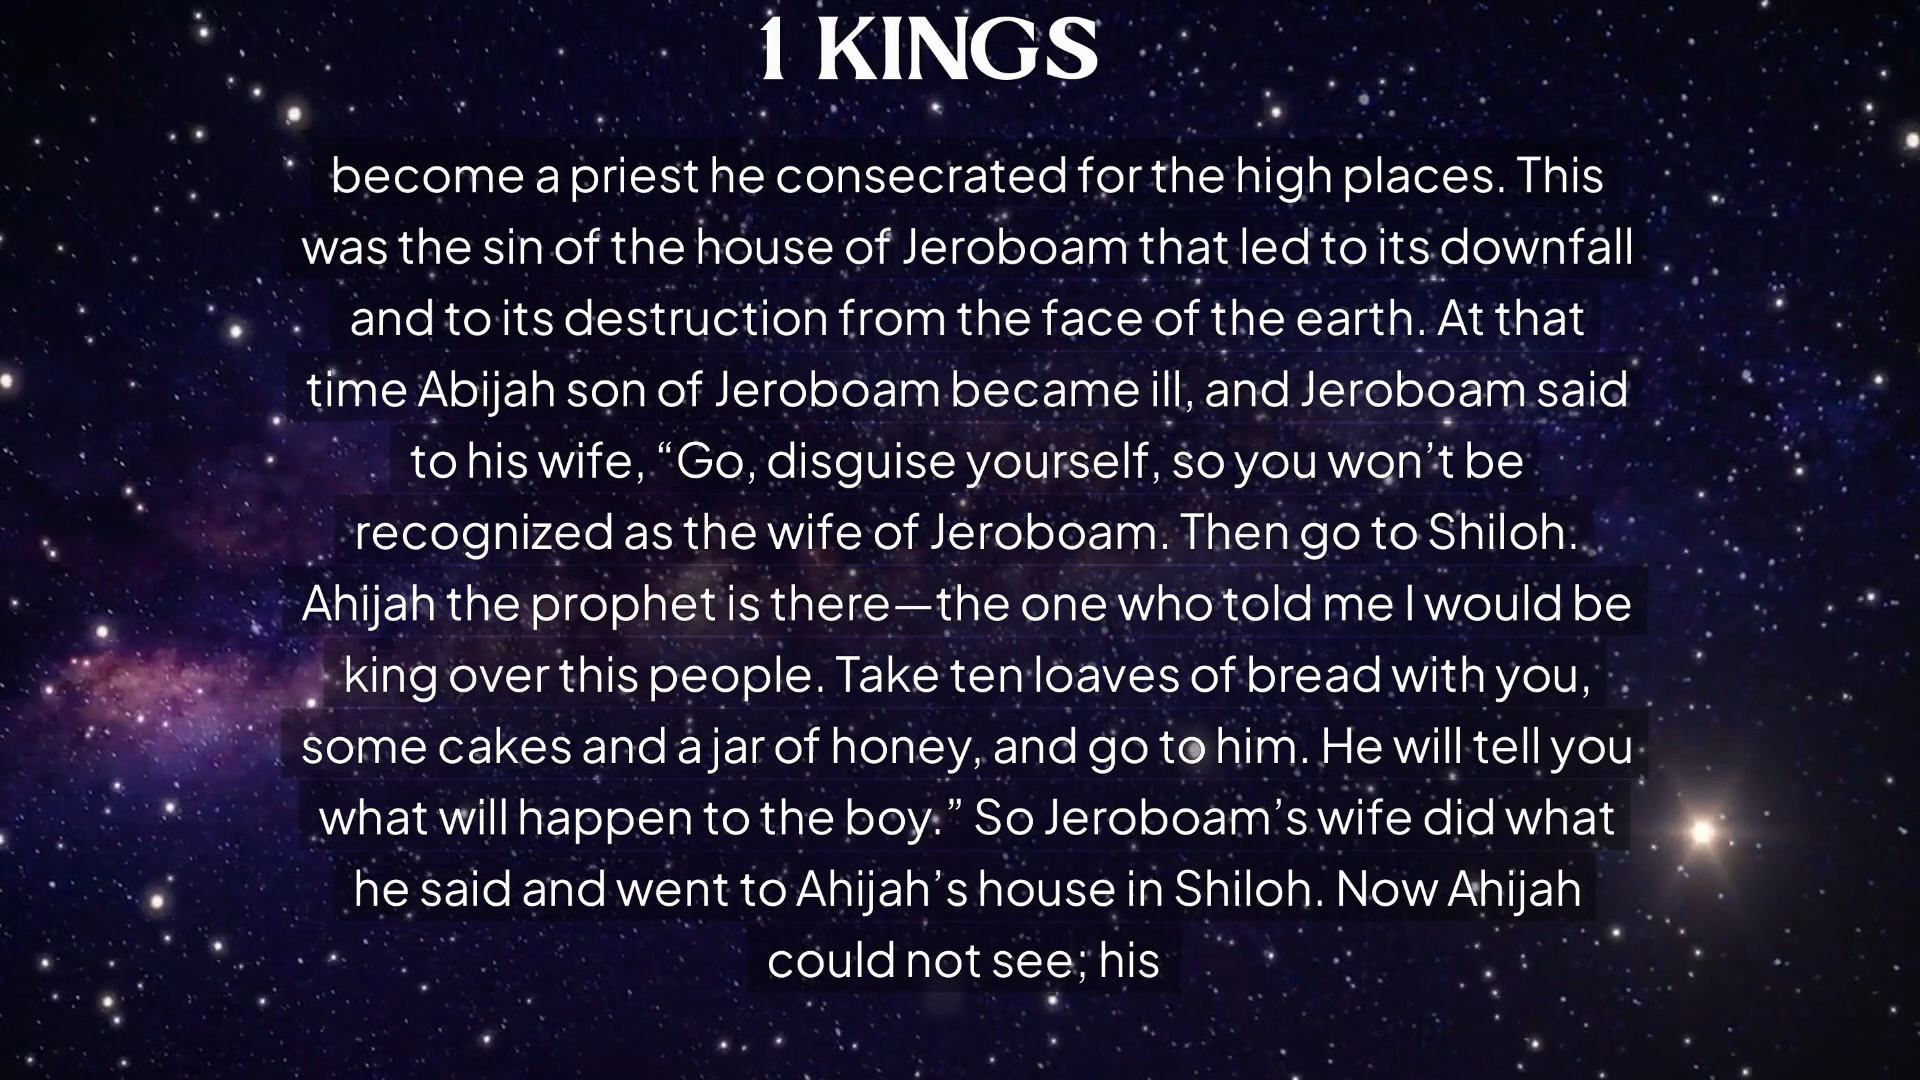 1 KINGS
become a priest he consecrated for the high places. This
was the sin of the house of Jeroboam that led to its downfall
and to its destruction from the face of the earth. At that
time Abijah son of Jeroboam became ill, and Jeroboam said
to his wife, “Go, disguise yourself, so you won’t be
recognized as the wife of Jeroboam. Then go to Shiloh.
Ahijah the prophet is there—the one who told me I would be
king over this people. Take ten loaves of bread with you,
some cakes and a jar of honey, and go to him. He will tell you
what will happen to the boy.” So Jeroboam’s wife did what
he said and went to Ahijah’s house in Shiloh. Now Ahijah
could not see; his